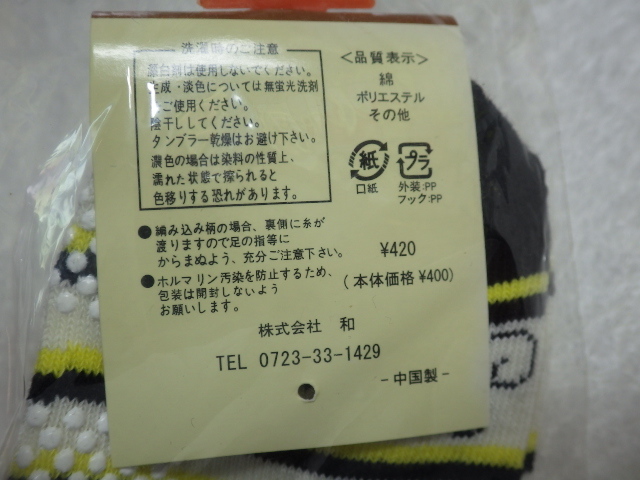 洗濯時のご注意
漂白剤は使用しないでください。
生成・淡色については無蛍光洗剤
をご使用ください。
陰干ししてください。
タンブラー乾燥はお避け下さい。
濃色の場合は染料の性質上、
濡れた状態で擦られると
色移りする恐れがあります。
<品質表示>
綿
ポリエステル
その他
紙
プラ
口紙
外装:PP
フック:PP
●編み込み柄の場合、裏側に糸が
渡りますので足の指等に
からまぬよう、充分ご注意下さい。
●ホルマリン汚染を防止するため、
包装は開封しないよう
お願いします。
¥420
(本体価格¥400)
株式会社 和
TEL 0723-33-1429
-中国製-